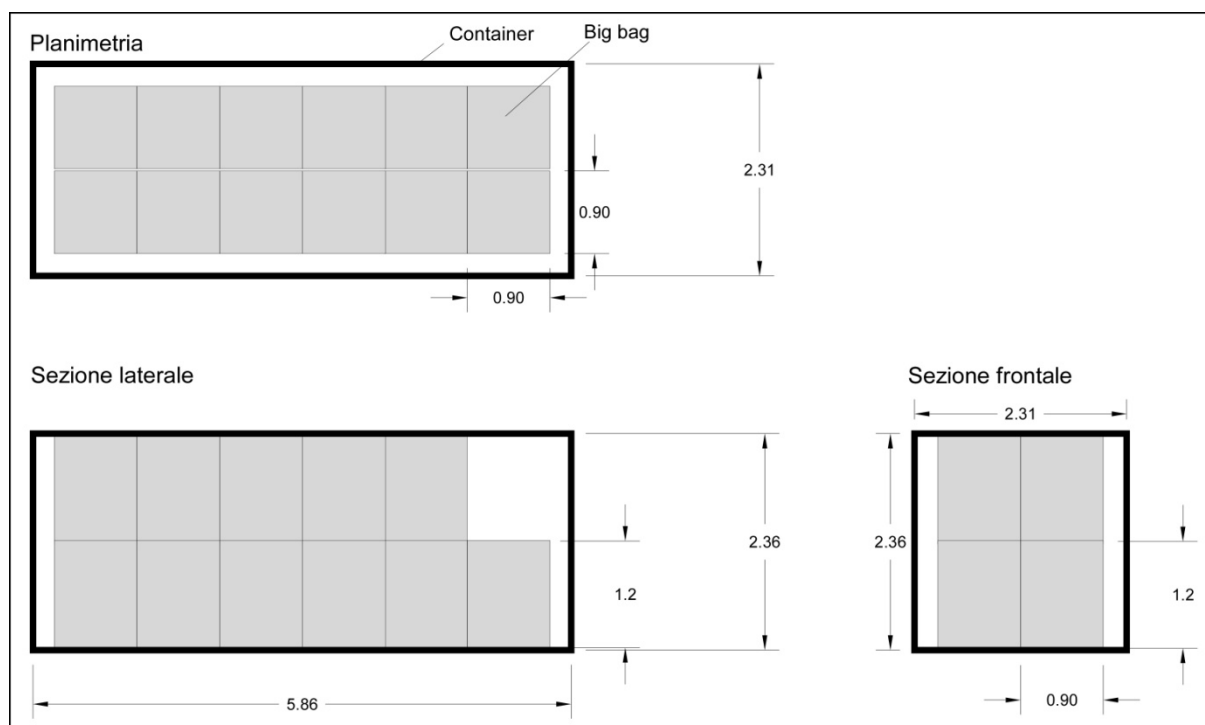 Planimetria
Container
Big bag
2.31
0.90
0.90
Sezione laterale
Sezione frontale
2.31
2.36
2.36
1.2
1.2
5.86
0.90